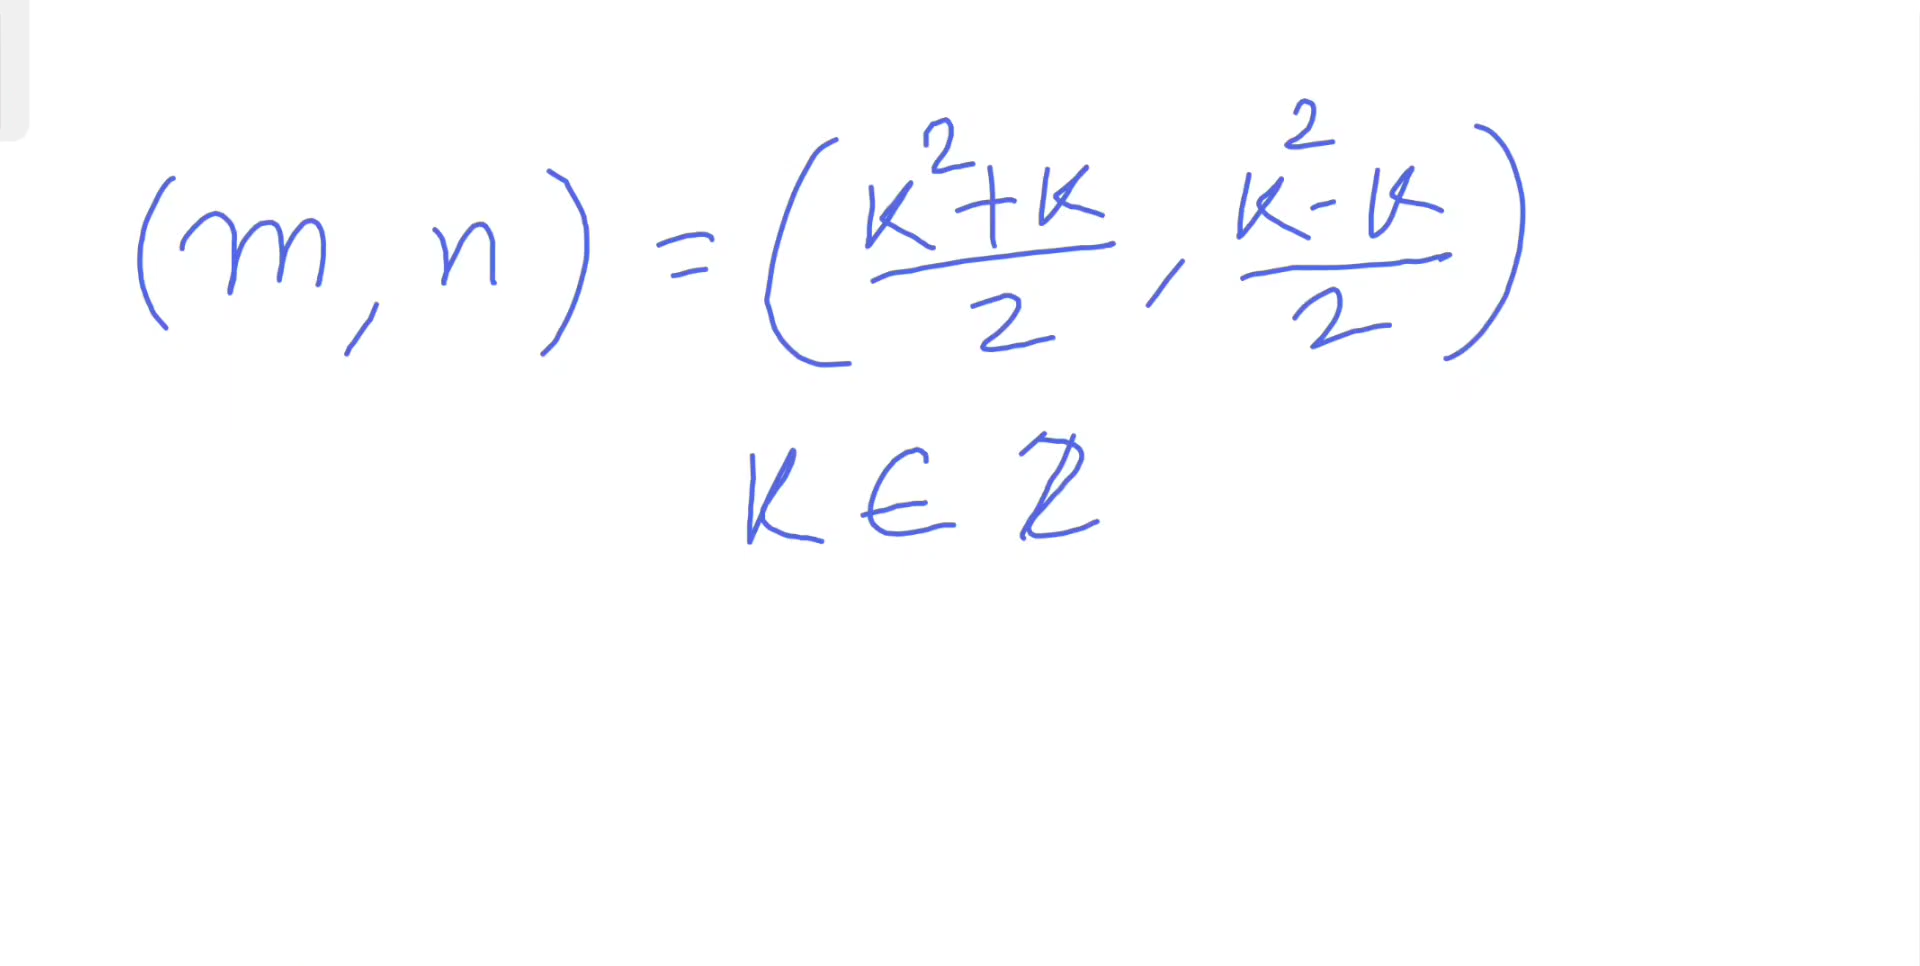 (m, n) = (K²+K/2, K²-K/2)
K ∈ ℤ